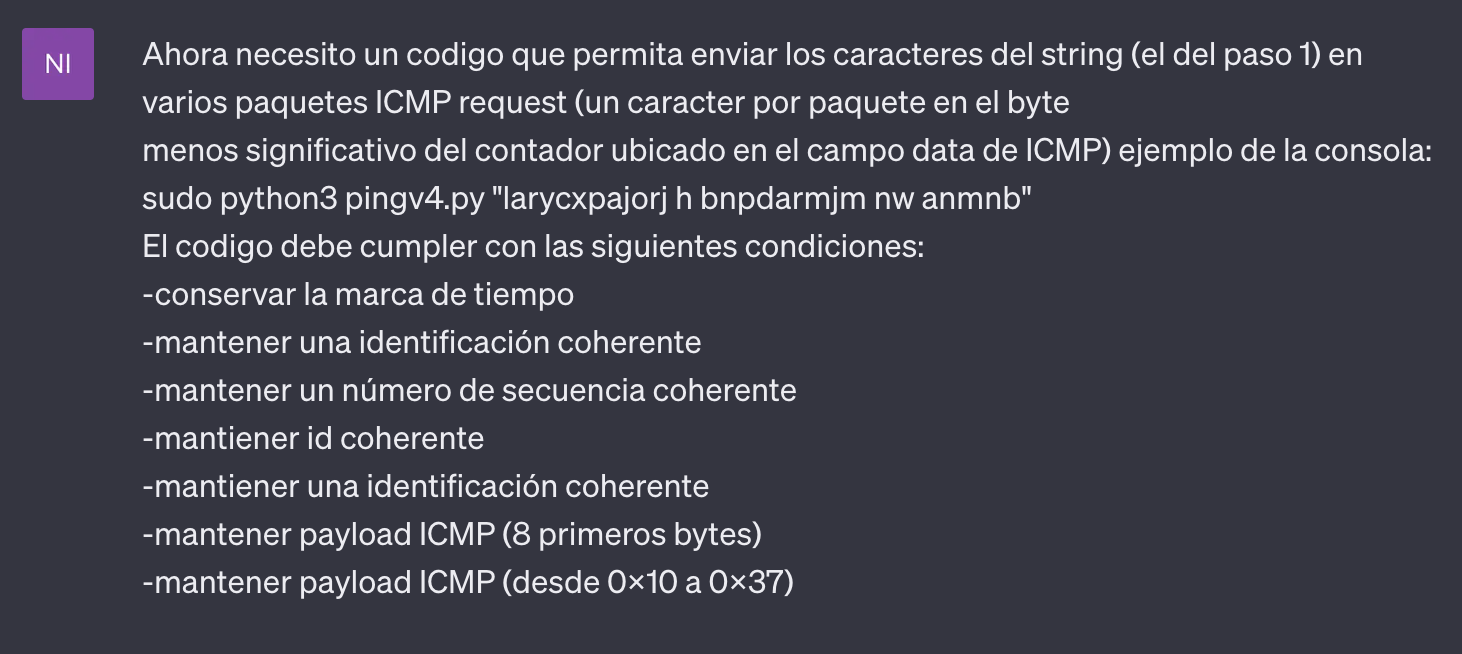 NI
Ahora necesito un codigo que permita enviar los caracteres del string (el del paso 1) en
varios paquetes ICMP request (un caracter por paquete en el byte
menos significativo del contador ubicado en el campo data de ICMP) ejemplo de la consola:
sudo python3 pingv4.py "larycxpajorj h bnpdarmjm nw anmnb"
El codigo debe cumpler con las siguientes condiciones:
-conservar la marca de tiempo
-mantener una identificación coherente
-mantener un número de secuencia coherente
-mantiener id coherente
-mantiener una identificación coherente
-mantener payload ICMP (8 primeros bytes)
-mantener payload ICMP (desde 0×10 a 0×37)